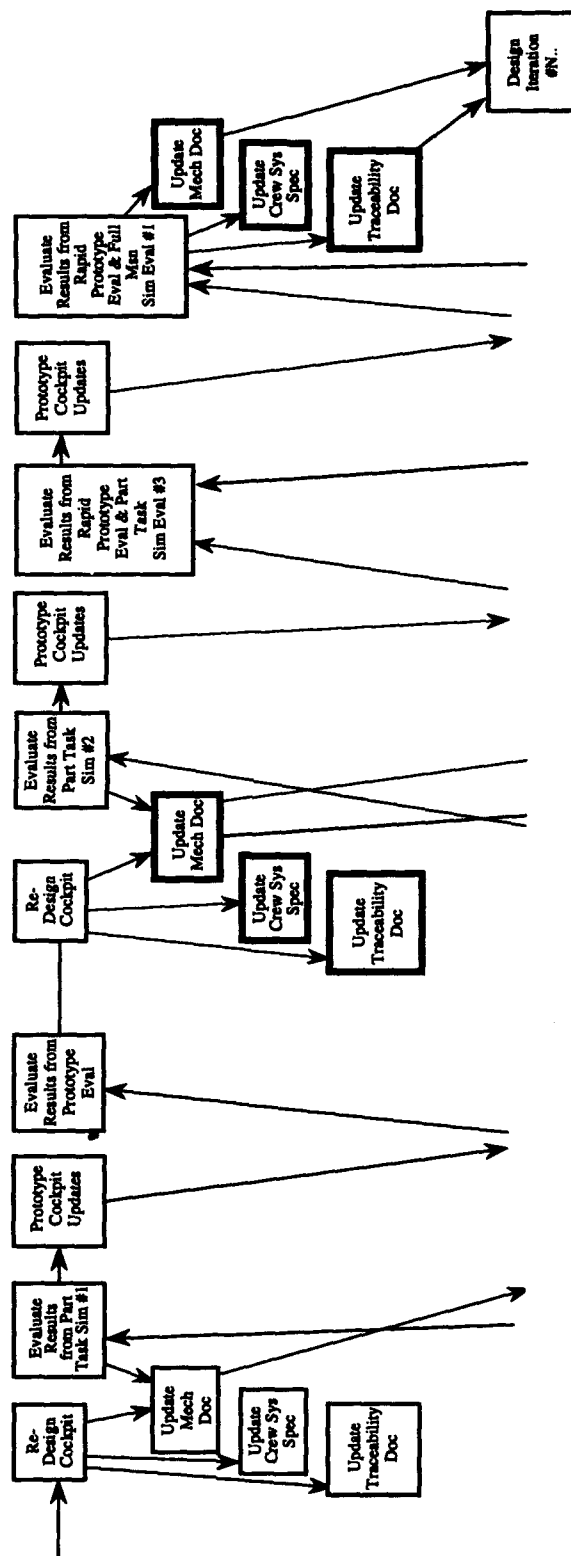 Re-
Design
Cockpit
Update
Mech
Doc
Update
Crew Sys
Spec
Update
Traceability
Doc
Evaluate
Results
from Part
Task Sim #1
Prototype
Cockpit
Updates
Evaluate
Results from
Prototype
Eval
Re-
Design
Cockpit
Update
Mech Doc
Update
Crew Sys
Spec
Update
Traceability
Doc
Evaluate
Results from
Part Task
Sim #2
Prototype
Cockpit
Updates
Evaluate
Results from
Rapid
Prototype
Eval & Part
Task
Sim Eval #3
Prototype
Cockpit
Updates
Evaluate
Results from
Rapid
Prototype
Eval & Full
Msn
Sim Eval #1
Update
Mech Doc
Update
Crew Sys
Spec
Update
Traceability
Doc
Design
Iteration
#N..